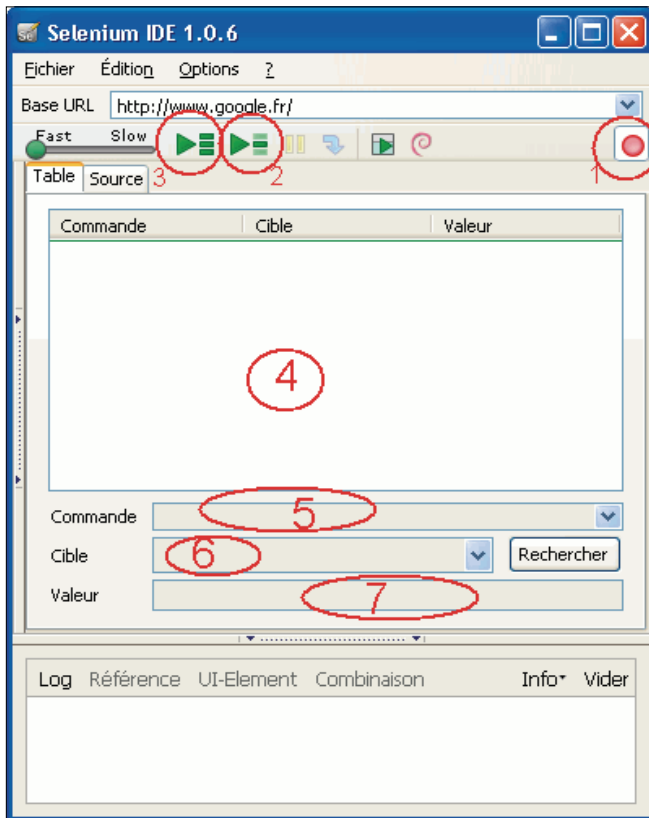 Selenium IDE 1.0.6
Fichier Édition Options ?
Base URL http://www.google.fr/
Fast Slow
3 2 1
Table Source
Commande Cible Valeur
4
Commande 5
Cible 6 Rechercher
Valeur 7
Log Référence UI-Element Combinaison Info Vider